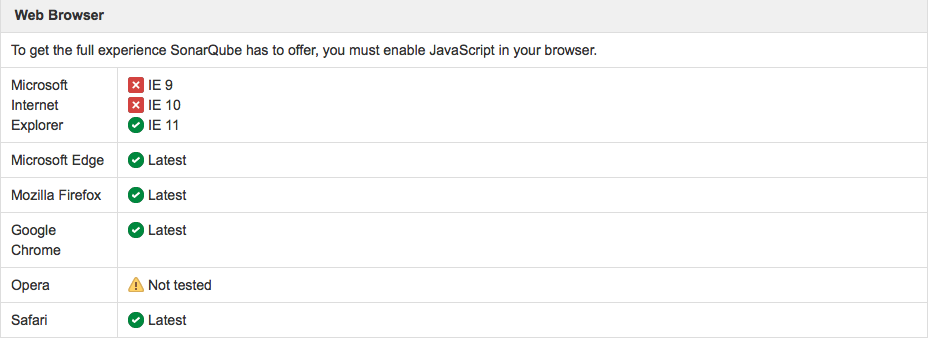 Web Browser
To get the full experience SonarQube has to offer, you must enable JavaScript in your browser.
Microsoft
Internet
Explorer
IE 9
IE 10
IE 11
Microsoft Edge
Latest
Mozilla Firefox
Latest
Google
Chrome
Latest
Opera
Not tested
Safari
Latest